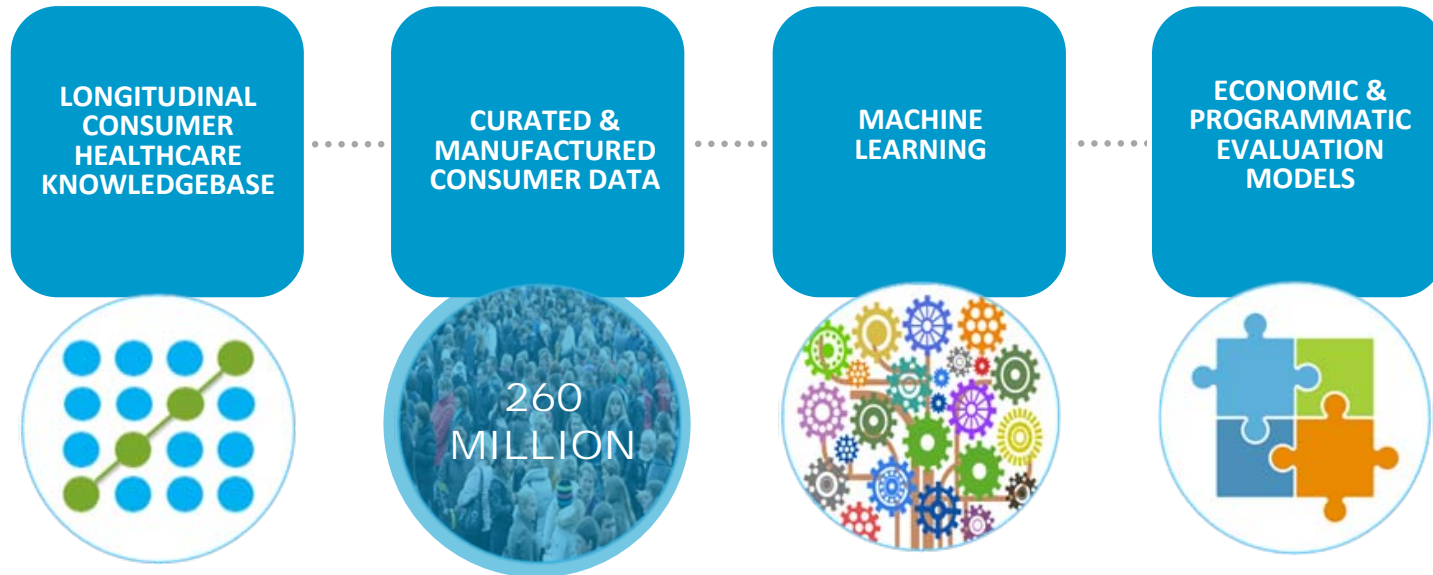 LONGITUDINAL
CONSUMER
HEALTHCARE
KNOWLEDGEBASE
CURATED &
MANUFACTURED
CONSUMER DATA
MACHINE
LEARNING
ECONOMIC &
PROGRAMMATIC
EVALUATION
MODELS
260
MILLION